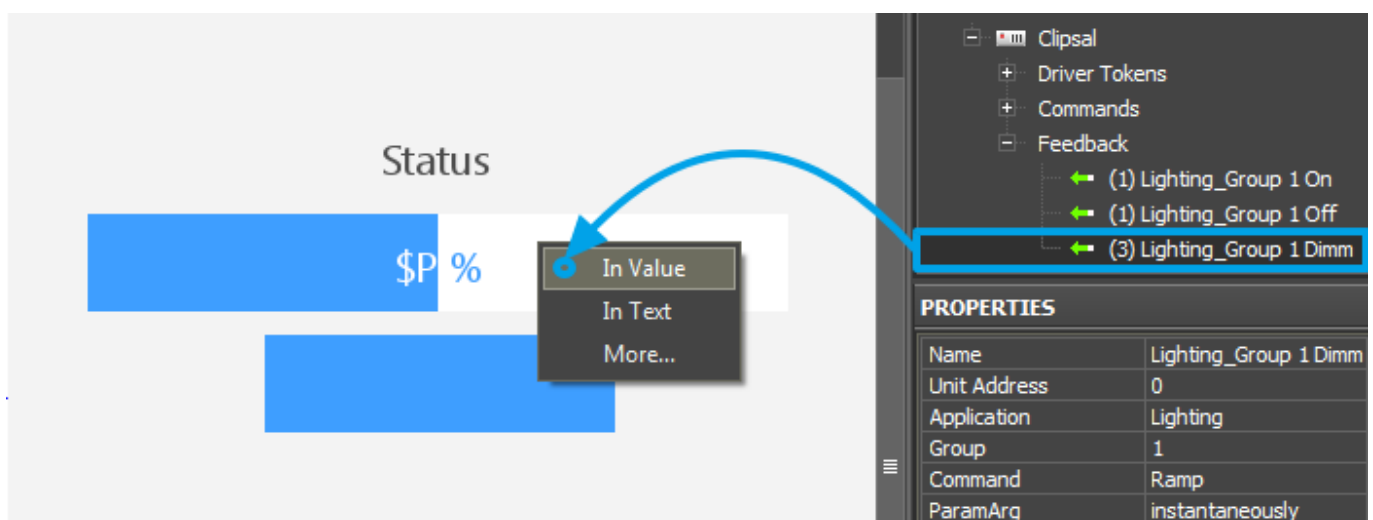 Status
$P %
In Value
In Text
More...
Clipsal
Driver Tokens
Commands
Feedback
(1) Lighting_Group 1 On
(1) Lighting_Group 1 Off
(3) Lighting_Group 1 Dimm
PROPERTIES
Name Lighting_Group 1 Dimm
Unit Address 0
Application Lighting
Group 1
Command Ramp
ParamArg instantaneously